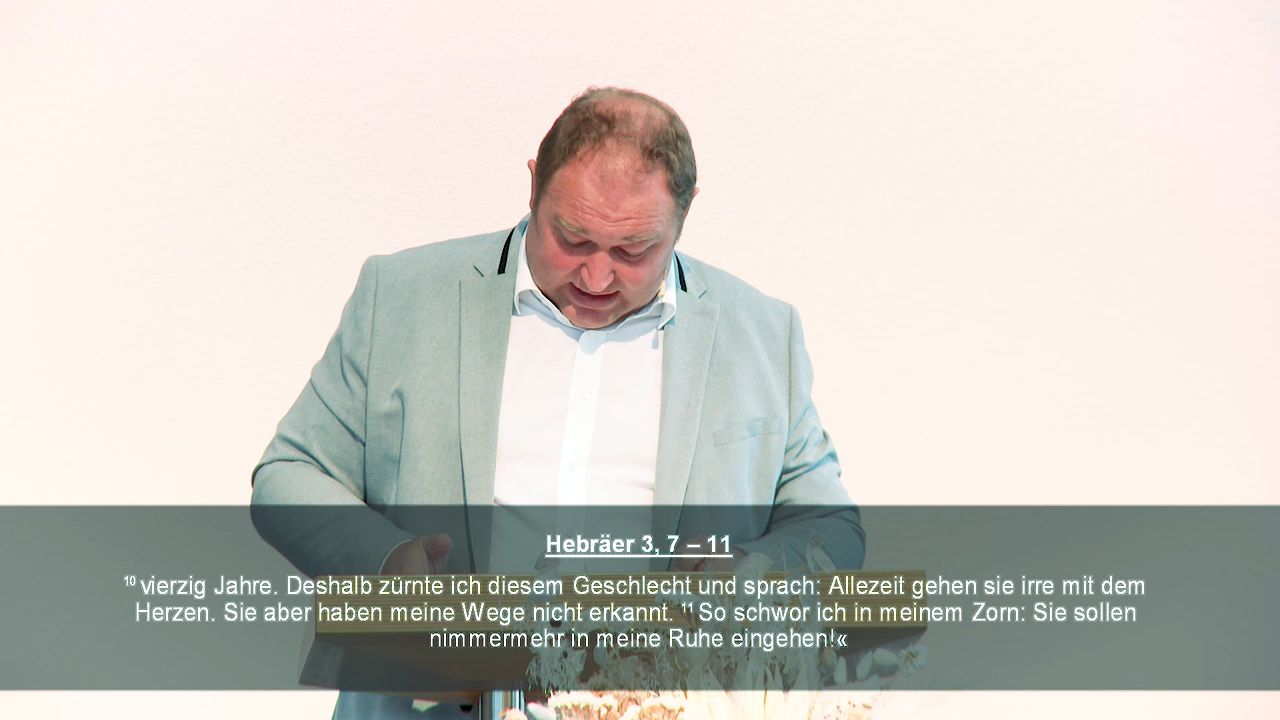 Hebräer 3, 7 – 11
¹⁰ vierzig Jahre. Deshalb zürnte ich diesem Geschlecht und sprach: Allezeit gehen sie irre mit dem
Herzen. Sie aber haben meine Wege nicht erkannt. ¹¹ So schwor ich in meinem Zorn: Sie sollen
nimmermehr in meine Ruhe eingehen!«